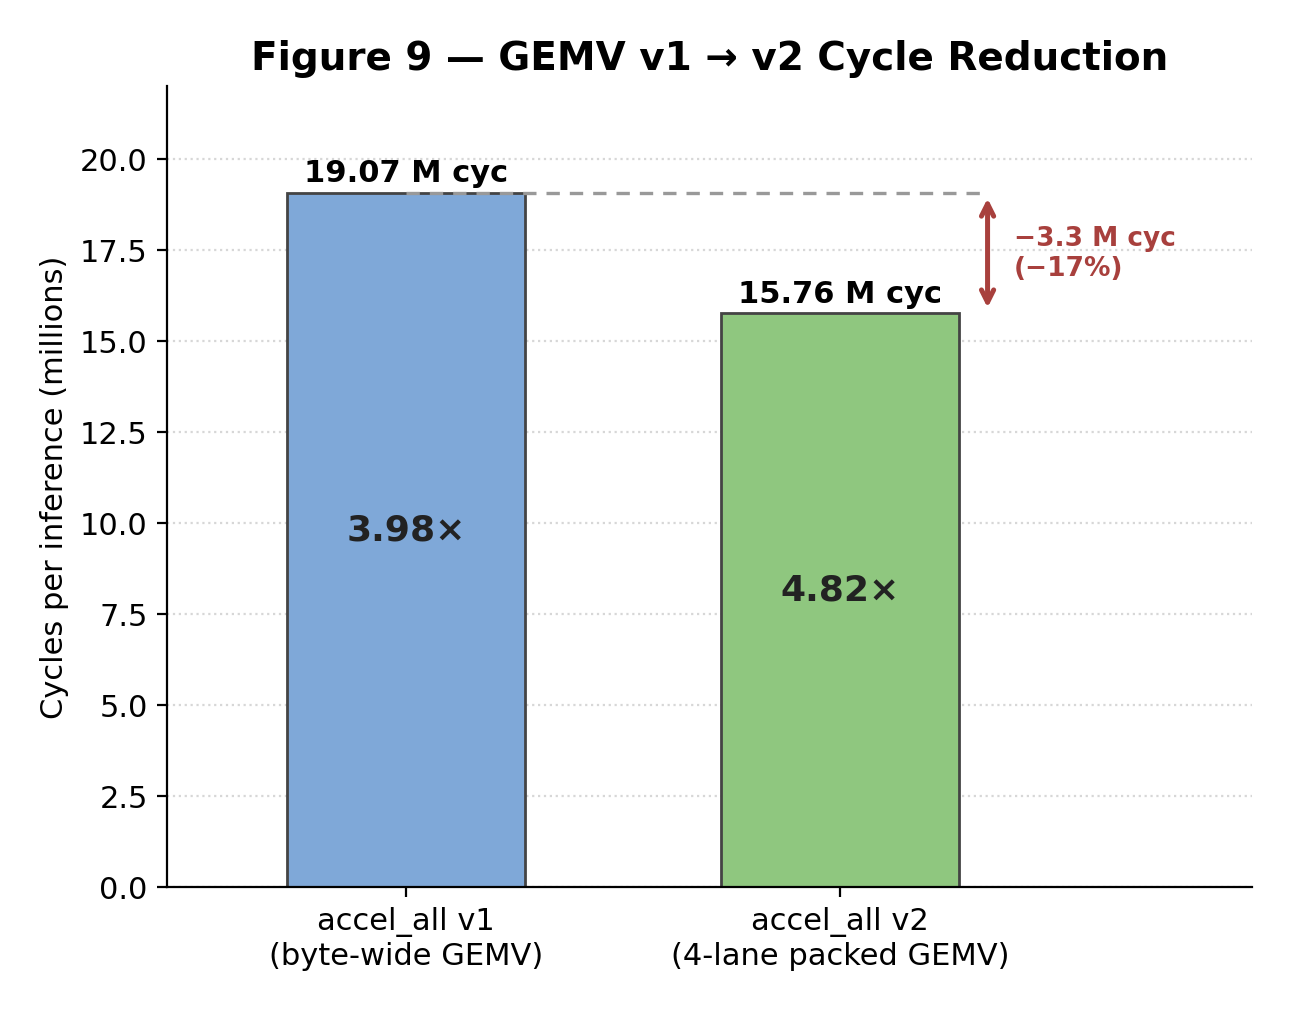 Figure 9 — GEMV v1 → v2 Cycle Reduction
Cycles per inference (millions)
20.0
17.5
15.0
12.5
10.0
7.5
5.0
2.5
0.0
19.07 M cyc
3.98×
15.76 M cyc
4.82×
−3.3 M cyc
(−17%)
accel_all v1
(byte-wide GEMV)
accel_all v2
(4-lane packed GEMV)